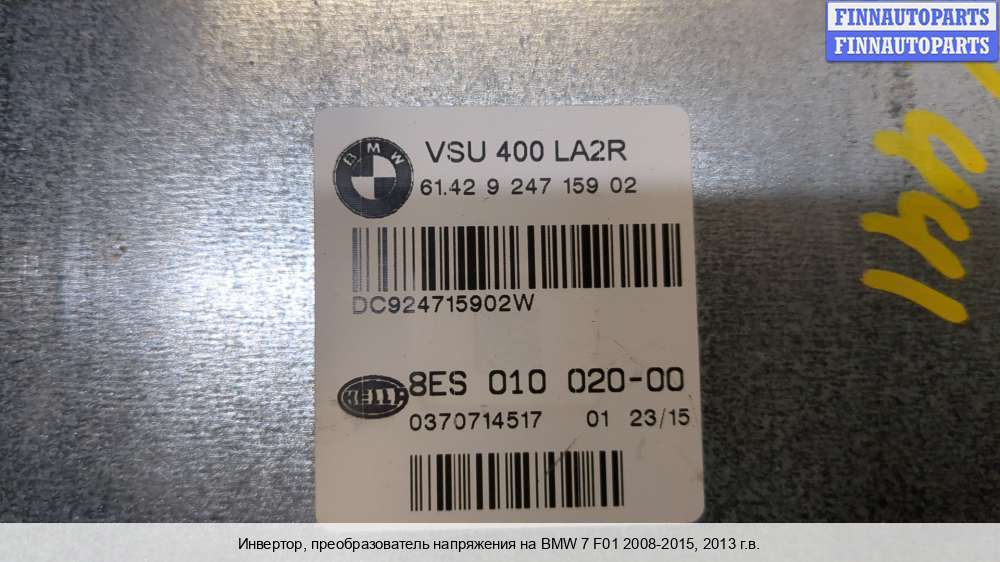 FINNAUTOPARTS
FINNAUTOPARTS
BMW
VSU 400 LA2R
61.42 9 247 159 02
DC924715902W
HELLA
8ES 010 020-00
0370714517 01 23/15
Инвертор, преобразователь напряжения на BMW 7 F01 2008-2015, 2013 г.в.